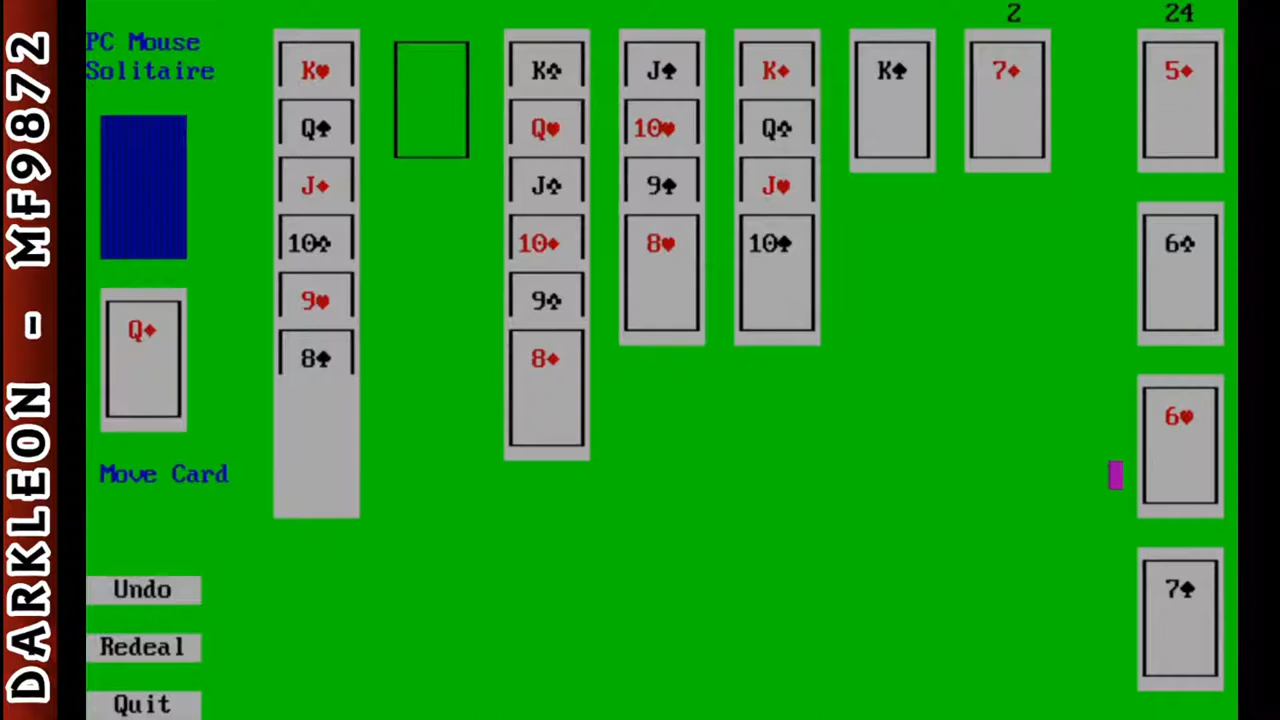 DARKLEON - MF9872
PC Mouse
Solitaire
2
24
K♥
K♣
J♠
K♦
K♠
7♦
5♦
Q♠
Q♥
10♥
Q♣
J♦
J♣
9♠
J♥
10♣
10♦
8♥
10♠
6♣
9♥
9♣
Q♦
8♠
8♦
6♥
Move Card
Undo
7♠
Redeal
Quit